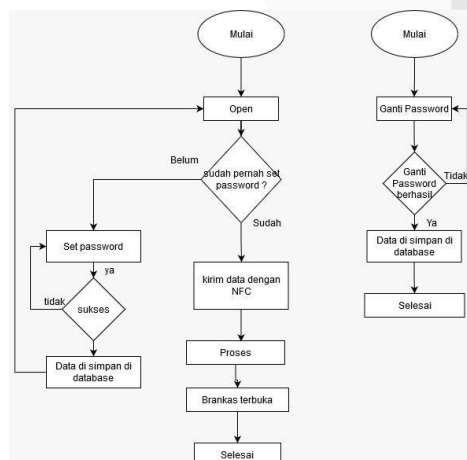 Mulai
Open
Belum
sudah pernah set
password ?
Sudah
Set password
ya
tidak
sukses
Data di simpan di
database
kirim data dengan
NFC
Proses
Brankas terbuka
Selesai
Mulai
Ganti Password
Ganti
Password
berhasil
Tidak
Ya
Data di simpan di
database
Selesai